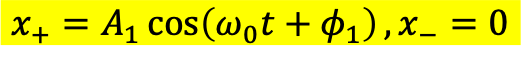 x₊ = A₁ cos(ω₀t + ϕ₁) , x₋ = 0